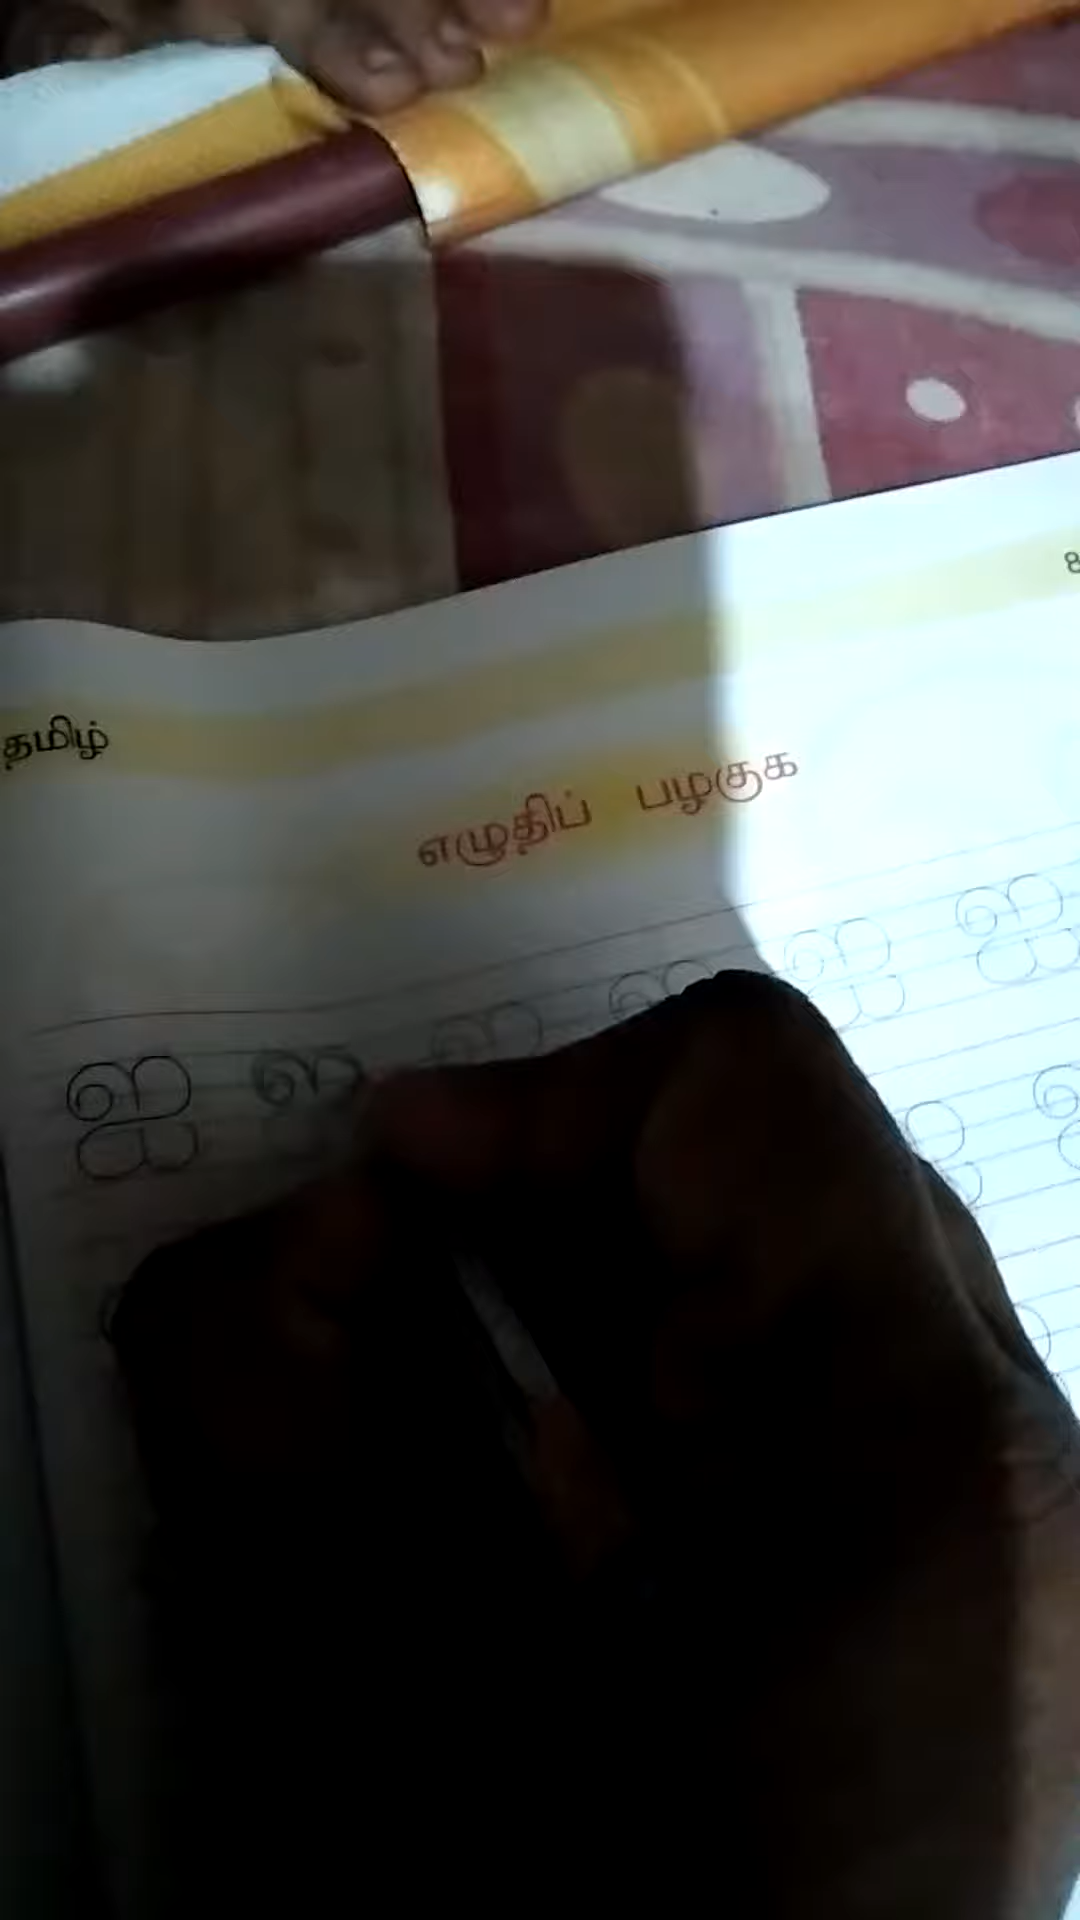 தமிழ்
எழுதிப் பழகுக
ஐ ஐ ஐ ஐ ஐ ஐ